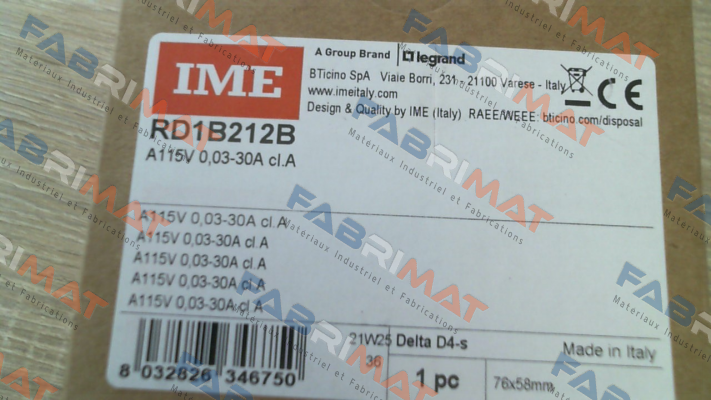 IME
A Group Brand legrand
BTicino SpA Viale Borri, 231 - 21100 Varese - Italy
www.imeitaly.com
Design & Quality by IME (Italy) RAEE/WEEE: bticino.com/disposal
CE
RD1B212B
A115V 0,03-30A cl.A
A115V 0,03-30A cl.A
A115V 0,03-30A cl.A
A115V 0,03-30A cl.A
A115V 0,03-30A cl.A
A115V 0,03-30A cl.A
21W25 Delta D4-s
Made in Italy
36
1 pc
76x58mm
8 032826 346750
FABRIMAT
Materiaux Industriel et Fabrications